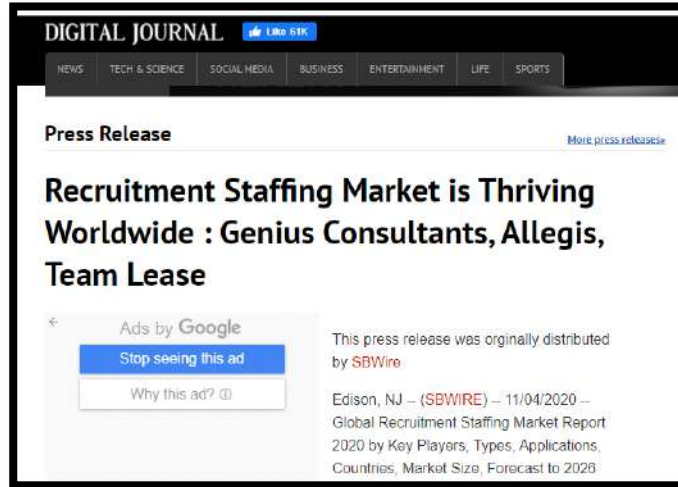 DIGITAL JOURNAL
Like 61K
NEWS TECH & SCIENCE SOCIAL MEDIA BUSINESS ENTERTAINMENT LIFE SPORTS
Press Release
More press releases»
Recruitment Staffing Market is Thriving
Worldwide : Genius Consultants, Allegis,
Team Lease
Ads by Google
Stop seeing this ad
Why this ad?
This press release was orginally distributed
by SBWire
Edison, NJ -- (SBWIRE) -- 11/04/2020 --
Global Recruitment Staffing Market Report
2020 by Key Players, Types, Applications,
Countries, Market Size, Forecast to 2026